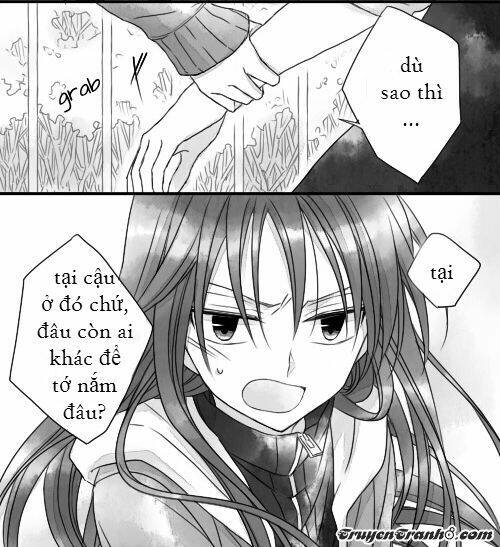 grab
dù
sao thì
...
tại
tại cậu
ở đó chứ,
đâu còn ai
khác để
tớ nắm
đâu?
TruyenTranh8.com